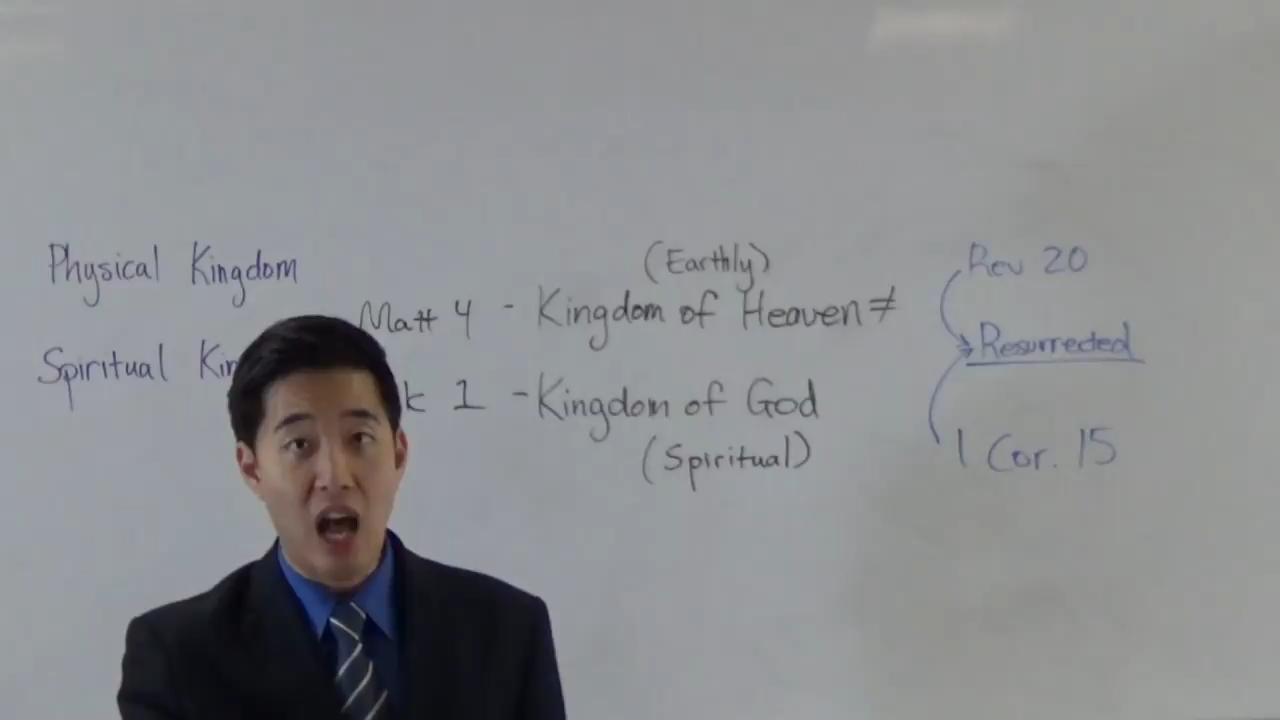 Physical Kingdom
Spiritual
(Earthly)
Matt 4 - Kingdom of Heaven ≠
k 1 - Kingdom of God
(Spiritual)
Rev 20
Resurrected
1 Cor. 15